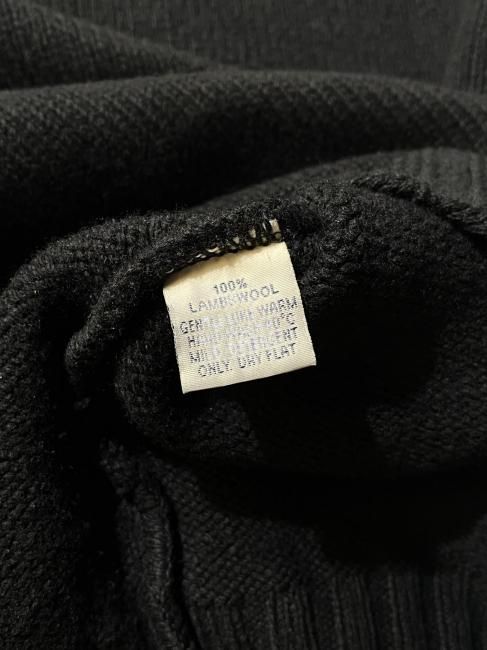 100%
LAMBSWOOL
GENTLE LUKE WARM
HAND WASH 40°C
MILD DETERGENT
ONLY. DRY FLAT